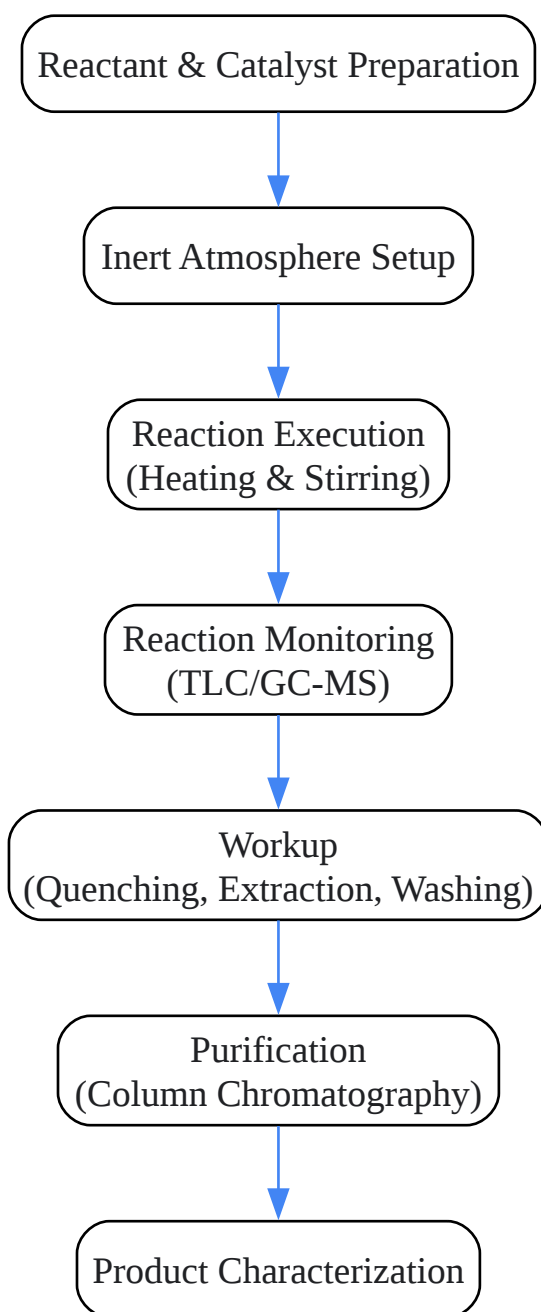 Reactant & Catalyst Preparation
Inert Atmosphere Setup
Reaction Execution
(Heating & Stirring)
Reaction Monitoring
(TLC/GC-MS)
Workup
(Quenching, Extraction, Washing)
Purification
(Column Chromatography)
Product Characterization